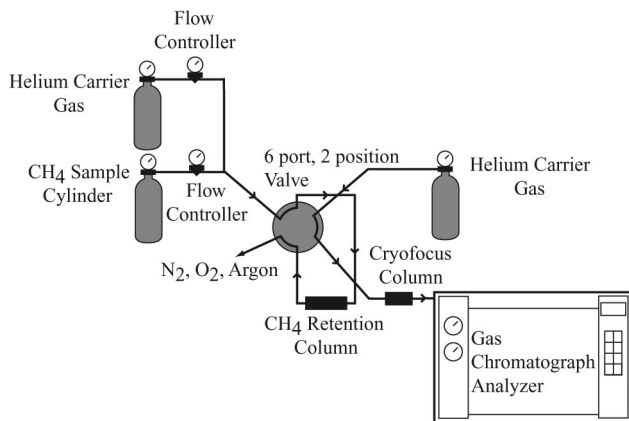 Flow
Controller
Helium Carrier
Gas
CH4 Sample
Cylinder
Flow
Controller
6 port, 2 position
Valve
Helium Carrier
Gas
N2, O2, Argon
Cryofocus
Column
CH4 Retention
Column
Gas
Chromatograph
Analyzer